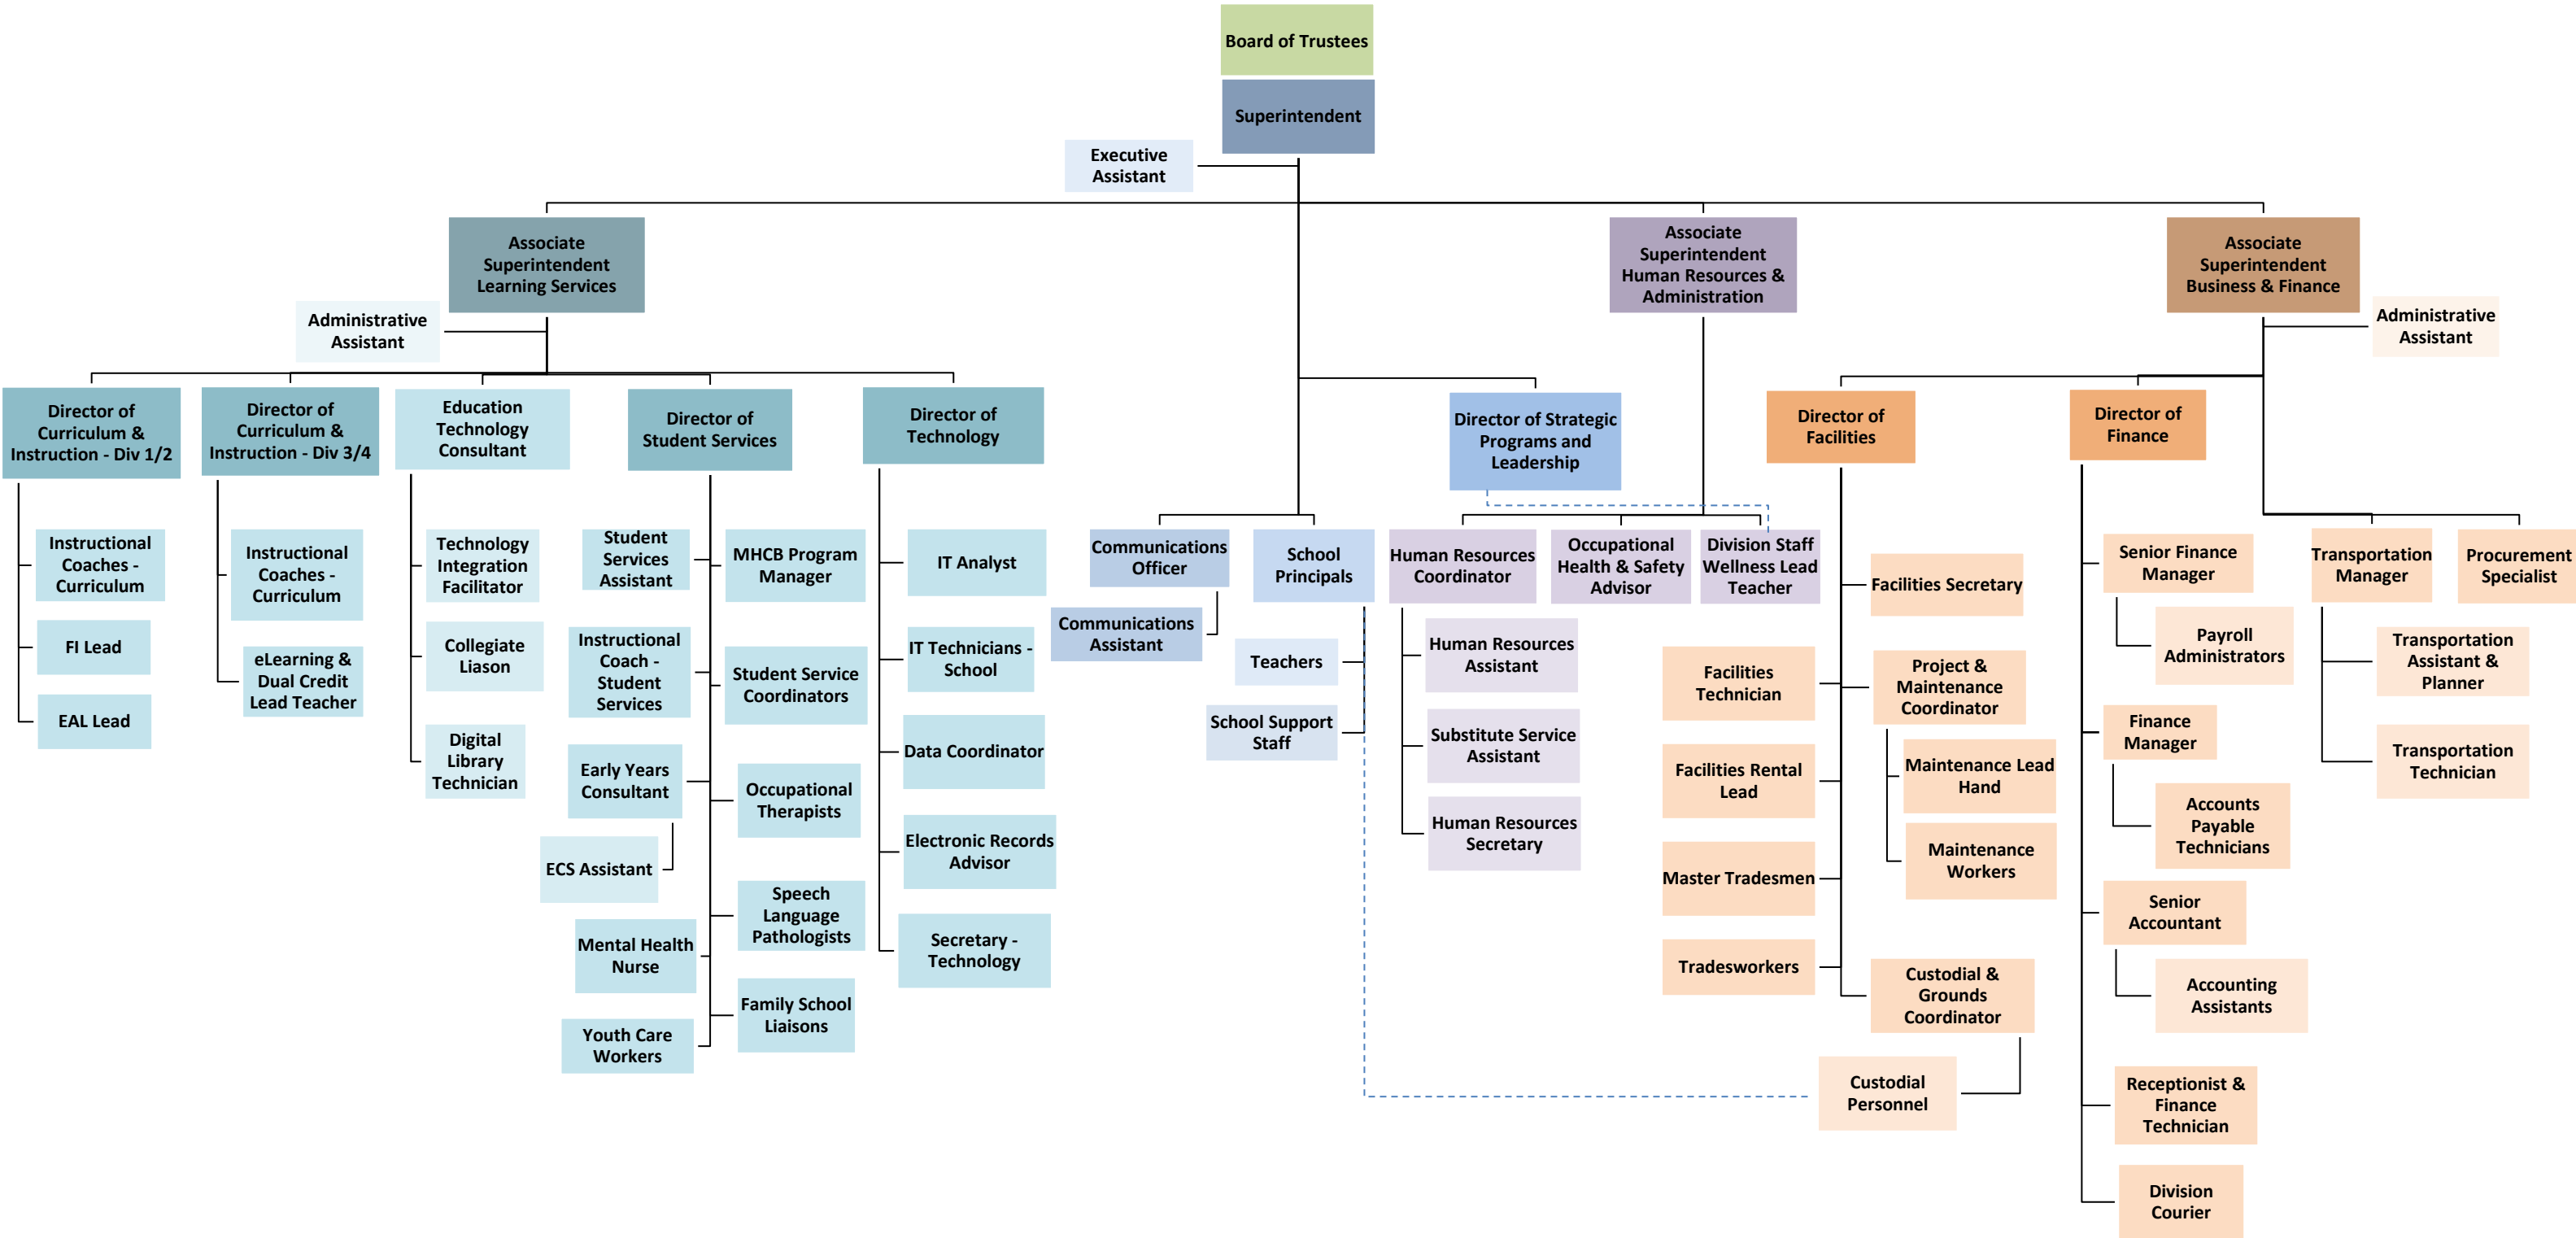 Board of Trustees
Superintendent
Executive
Assistant
Associate
Superintendent
Learning Services
Associate
Superintendent
Human Resources &
Administration
Associate
Superintendent
Business & Finance
Administrative
Assistant
Administrative
Assistant
Director of
Curriculum &
Instruction - Div 1/2
Director of
Curriculum &
Instruction - Div 3/4
Education
Technology
Consultant
Director of
Student Services
Director of
Technology
Director of Strategic
Programs and
Leadership
Director of
Facilities
Director of
Finance
Instructional
Coaches -
Curriculum
FI Lead
EAL Lead
Instructional
Coaches -
Curriculum
eLearning &
Dual Credit
Lead Teacher
Technology
Integration
Facilitator
Collegiate
Liason
Digital
Library
Technician
Student
Services
Assistant
Instructional
Coach -
Student
Services
Early Years
Consultant
ECS Assistant
Mental Health
Nurse
Youth Care
Workers
MHCB Program
Manager
Student Service
Coordinators
Occupational
Therapists
Speech
Language
Pathologists
Family School
Liaisons
IT Analyst
IT Technicians -
School
Data Coordinator
Electronic Records
Advisor
Secretary -
Technology
Communications
Officer
Communications
Assistant
School
Principals
Teachers
School Support
Staff
Human Resources
Coordinator
Human Resources
Assistant
Substitute Service
Assistant
Human Resources
Secretary
Occupational
Health & Safety
Advisor
Division Staff
Wellness Lead
Teacher
Facilities Secretary
Facilities
Technician
Project &
Maintenance
Coordinator
Facilities Rental
Lead
Maintenance Lead
Hand
Maintenance
Workers
Master Tradesmen
Tradesworkers
Custodial &
Grounds
Coordinator
Custodial
Personnel
Senior Finance
Manager
Payroll
Administrators
Finance
Manager
Accounts
Payable
Technicians
Senior
Accountant
Accounting
Assistants
Receptionist &
Finance
Technician
Division
Courier
Transportation
Manager
Transportation
Assistant &
Planner
Transportation
Technician
Procurement
Specialist